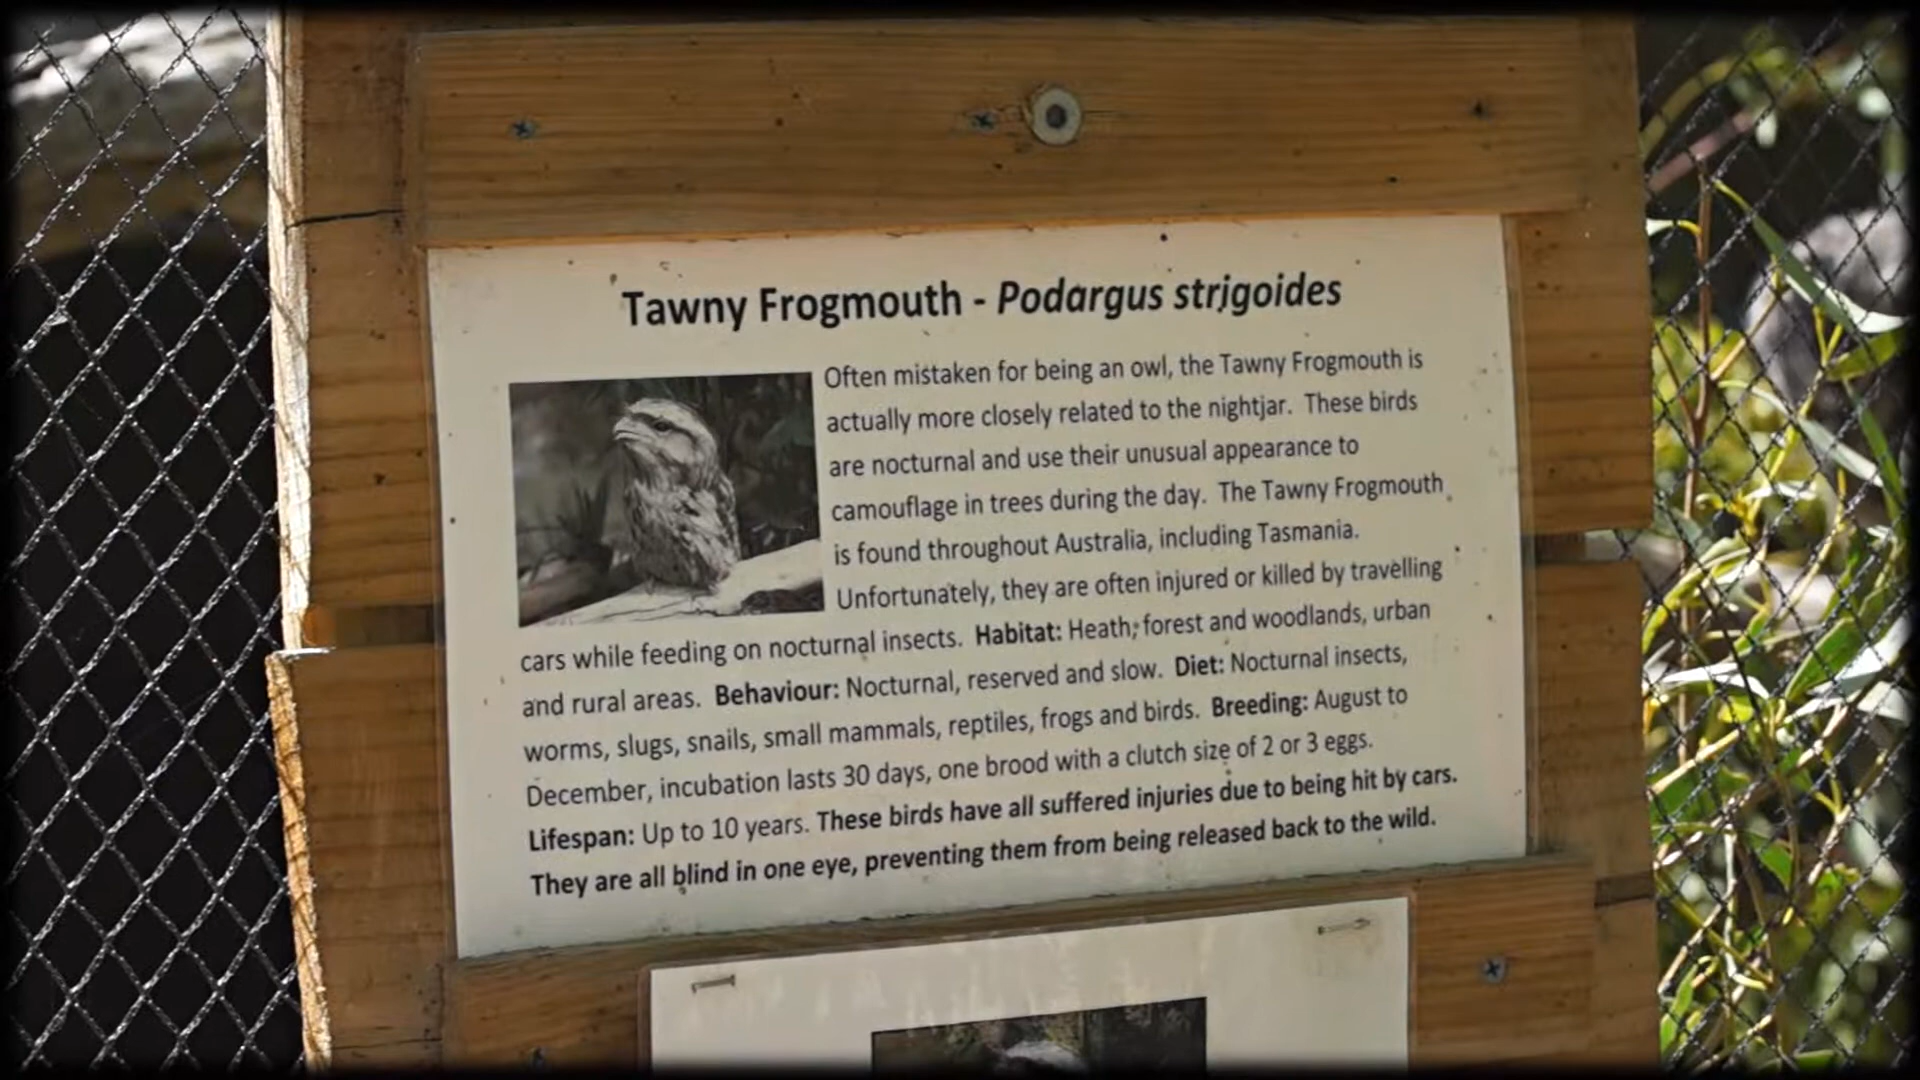 Tawny Frogmouth - Podargus strigoides
Often mistaken for being an owl, the Tawny Frogmouth is
actually more closely related to the nightjar. These birds
are nocturnal and use their unusual appearance to
camouflage in trees during the day. The Tawny Frogmouth
is found throughout Australia, including Tasmania.
Unfortunately, they are often injured or killed by travelling
cars while feeding on nocturnal insects. Habitat: Heath, forest and woodlands, urban
and rural areas. Behaviour: Nocturnal, reserved and slow. Diet: Nocturnal insects,
worms, slugs, snails, small mammals, reptiles, frogs and birds. Breeding: August to
December, incubation lasts 30 days, one brood with a clutch size of 2 or 3 eggs.
Lifespan: Up to 10 years. These birds have all suffered injuries due to being hit by cars.
They are all blind in one eye, preventing them from being released back to the wild.